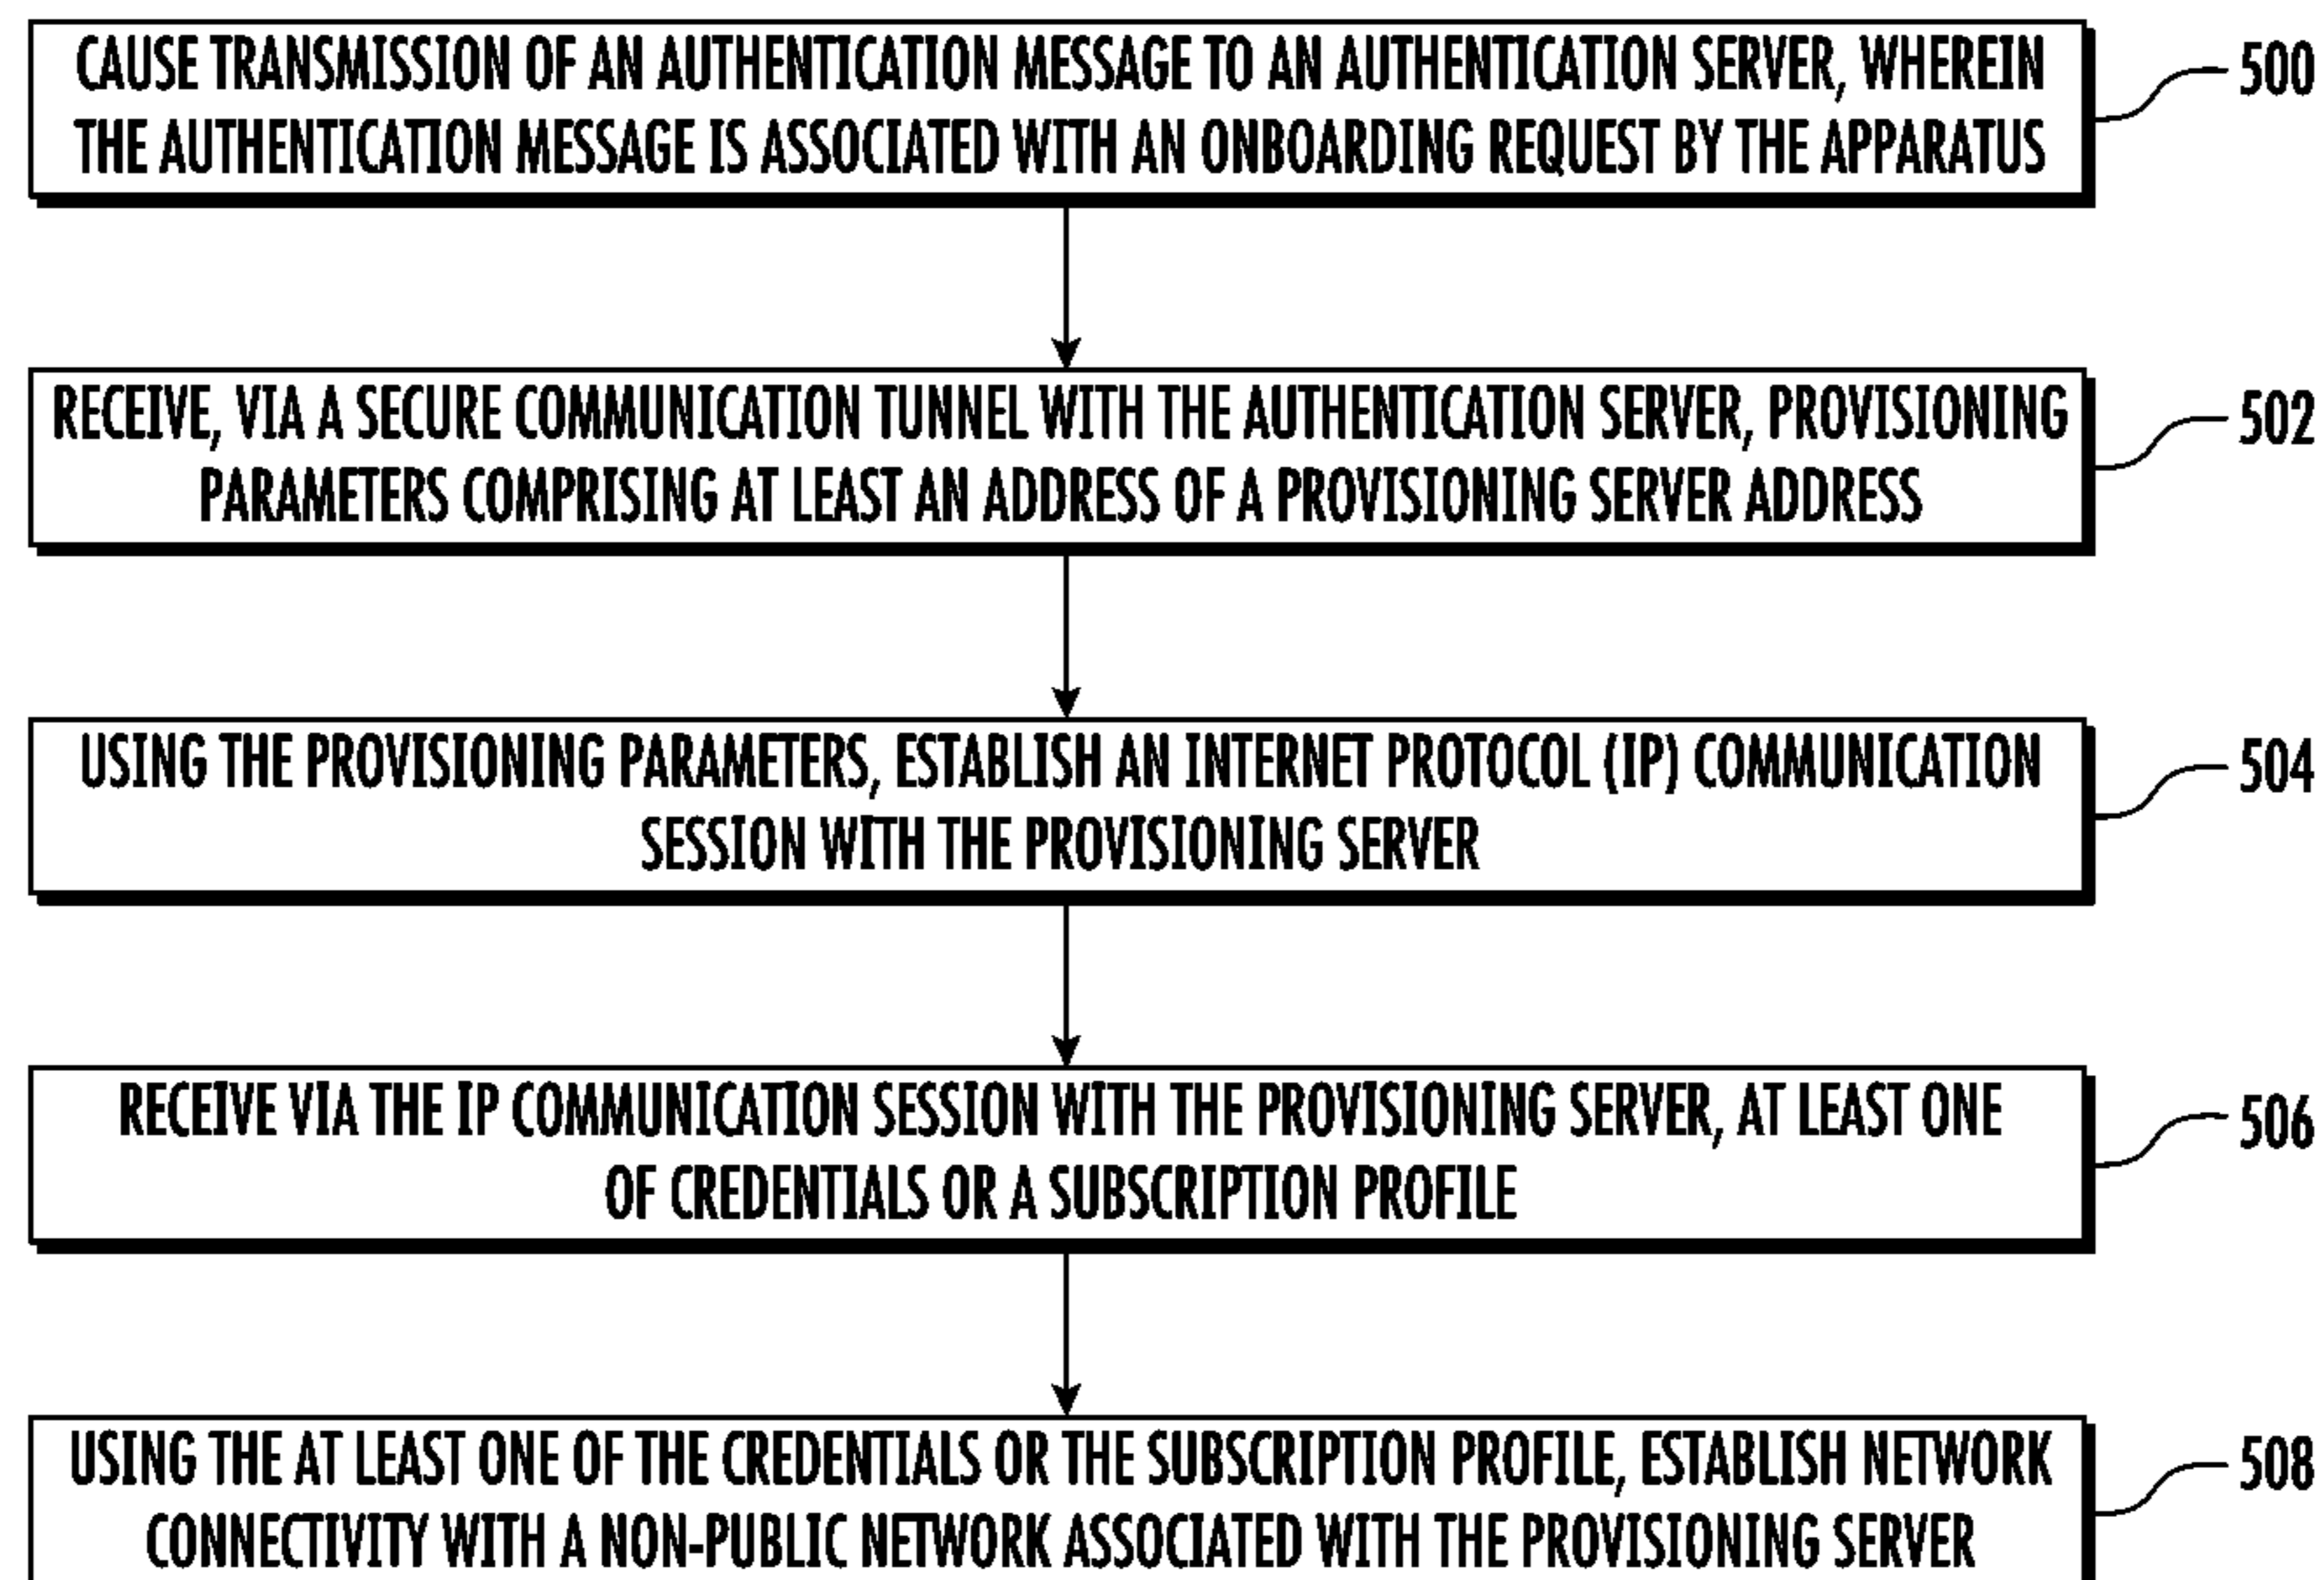 CAUSE TRANSMISSION OF AN AUTHENTICATION MESSAGE TO AN AUTHENTICATION SERVER, WHEREIN
THE AUTHENTICATION MESSAGE IS ASSOCIATED WITH AN ONBOARDING REQUEST BY THE APPARATUS
500
RECEIVE, VIA A SECURE COMMUNICATION TUNNEL WITH THE AUTHENTICATION SERVER, PROVISIONING
PARAMETERS COMPRISING AT LEAST AN ADDRESS OF A PROVISIONING SERVER ADDRESS
502
USING THE PROVISIONING PARAMETERS, ESTABLISH AN INTERNET PROTOCOL (IP) COMMUNICATION
SESSION WITH THE PROVISIONING SERVER
504
RECEIVE VIA THE IP COMMUNICATION SESSION WITH THE PROVISIONING SERVER, AT LEAST ONE
OF CREDENTIALS OR A SUBSCRIPTION PROFILE
506
USING THE AT LEAST ONE OF THE CREDENTIALS OR THE SUBSCRIPTION PROFILE, ESTABLISH NETWORK
CONNECTIVITY WITH A NON-PUBLIC NETWORK ASSOCIATED WITH THE PROVISIONING SERVER
508